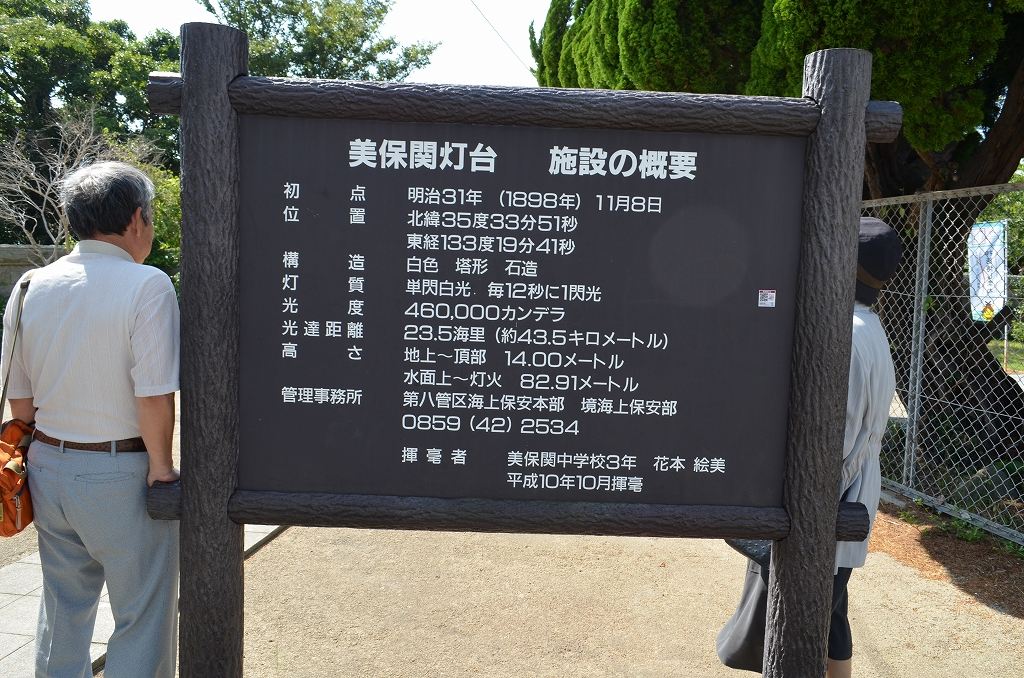 美保関灯台　施設の概要
初点　明治31年（1898年）11月8日
位置　北緯35度33分51秒
東経133度19分41秒
構造　白色　塔形　石造
灯質　単閃白光　毎12秒に1閃光
光度　460,000カンデラ
光達距離　23.5海里（約43.5キロメートル）
高さ　地上～頂部　14.00メートル
水面上～灯火　82.91メートル
管理事務所　第八管区海上保安本部　境海上保安部
0859（42）2534
揮毫者　美保関中学校3年　花本 絵美
平成10年10月揮毫